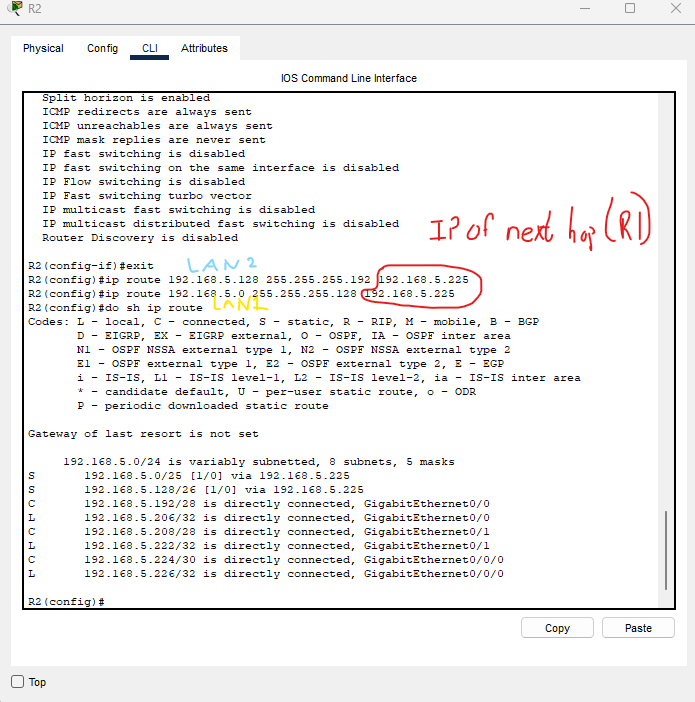 R2
Physical Config CLI Attributes
IOS Command Line Interface
Split horizon is enabled
ICMP redirects are always sent
ICMP unreachables are always sent
ICMP mask replies are never sent
IP fast switching is disabled
IP fast switching on the same interface is disabled
IP Flow switching is disabled
IP Fast switching turbo vector
IP multicast fast switching is disabled
IP multicast distributed fast switching is disabled
Router Discovery is disabled
IP of next hop (R1)
R2(config-if)#exit
LAN2
R2(config)#ip route 192.168.5.128 255.255.255.192 192.168.5.225
R2(config)#ip route 192.168.5.0 255.255.255.128 192.168.5.225
R2(config)#do sh ip route
LAN1
Codes: L - local, C - connected, S - static, R - RIP, M - mobile, B - BGP
D - EIGRP, EX - EIGRP external, O - OSPF, IA - OSPF inter area
N1 - OSPF NSSA external type 1, N2 - OSPF NSSA external type 2
E1 - OSPF external type 1, E2 - OSPF external type 2, E - EGP
i - IS-IS, L1 - IS-IS level-1, L2 - IS-IS level-2, ia - IS-IS inter area
* - candidate default, U - per-user static route, o - ODR
P - periodic downloaded static route
Gateway of last resort is not set
192.168.5.0/24 is variably subnetted, 8 subnets, 5 masks
S 192.168.5.0/25 [1/0] via 192.168.5.225
S 192.168.5.128/26 [1/0] via 192.168.5.225
C 192.168.5.192/28 is directly connected, GigabitEthernet0/0
L 192.168.5.206/32 is directly connected, GigabitEthernet0/0
C 192.168.5.208/28 is directly connected, GigabitEthernet0/1
L 192.168.5.222/32 is directly connected, GigabitEthernet0/1
C 192.168.5.224/30 is directly connected, GigabitEthernet0/0/0
L 192.168.5.226/32 is directly connected, GigabitEthernet0/0/0
R2(config)#
Copy Paste
Top